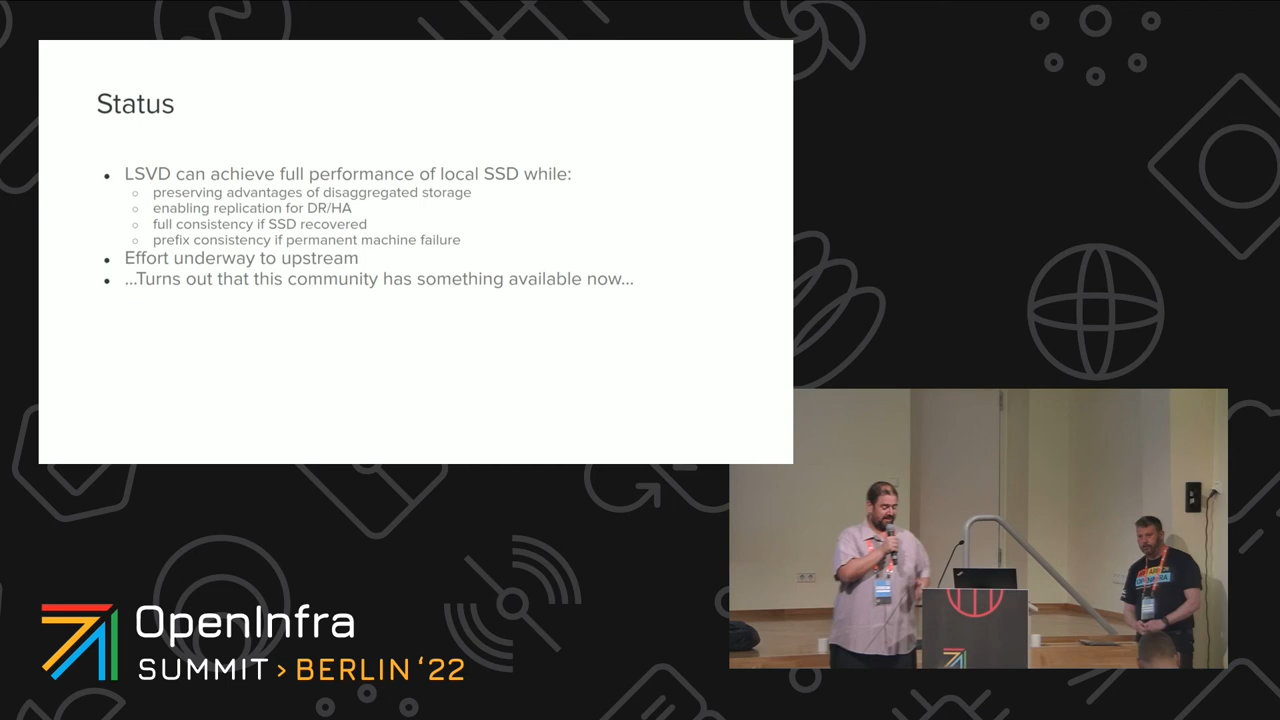 Status
• LSVD can achieve full performance of local SSD while:
○ preserving advantages of disaggregated storage
○ enabling replication for DR/HA
○ full consistency if SSD recovered
○ prefix consistency if permanent machine failure
• Effort underway to upstream
• ...Turns out that this community has something available now...
OpenInfra
SUMMIT > BERLIN ‘22